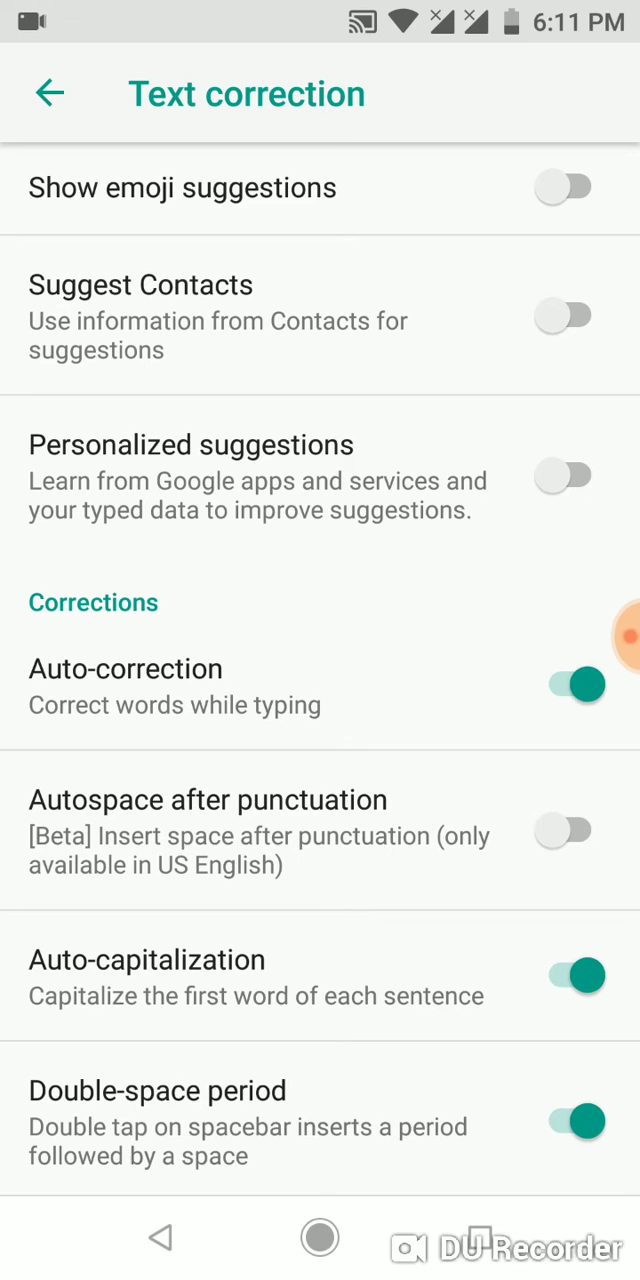 6:11 PM
Text correction
Show emoji suggestions
Suggest Contacts
Use information from Contacts for
suggestions
Personalized suggestions
Learn from Google apps and services and
your typed data to improve suggestions.
Corrections
Auto-correction
Correct words while typing
Autospace after punctuation
[Beta] Insert space after punctuation (only
available in US English)
Auto-capitalization
Capitalize the first word of each sentence
Double-space period
Double tap on spacebar inserts a period
followed by a space
DU Recorder